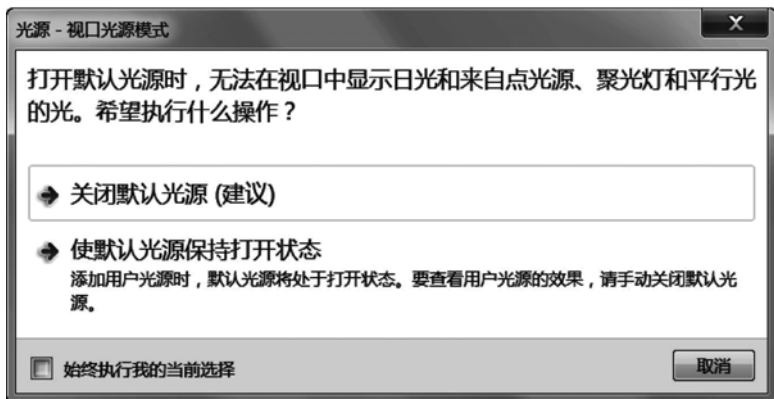 光源 - 视口光源模式
打开默认光源时，无法在视口中显示日光和来自点光源、聚光灯和平行光
的光。希望执行什么操作？
关闭默认光源 (建议)
使默认光源保持打开状态
添加用户光源时，默认光源将处于打开状态。要查看用户光源的效果，请手动关闭默认光
源。
始终执行我的当前选择
取消